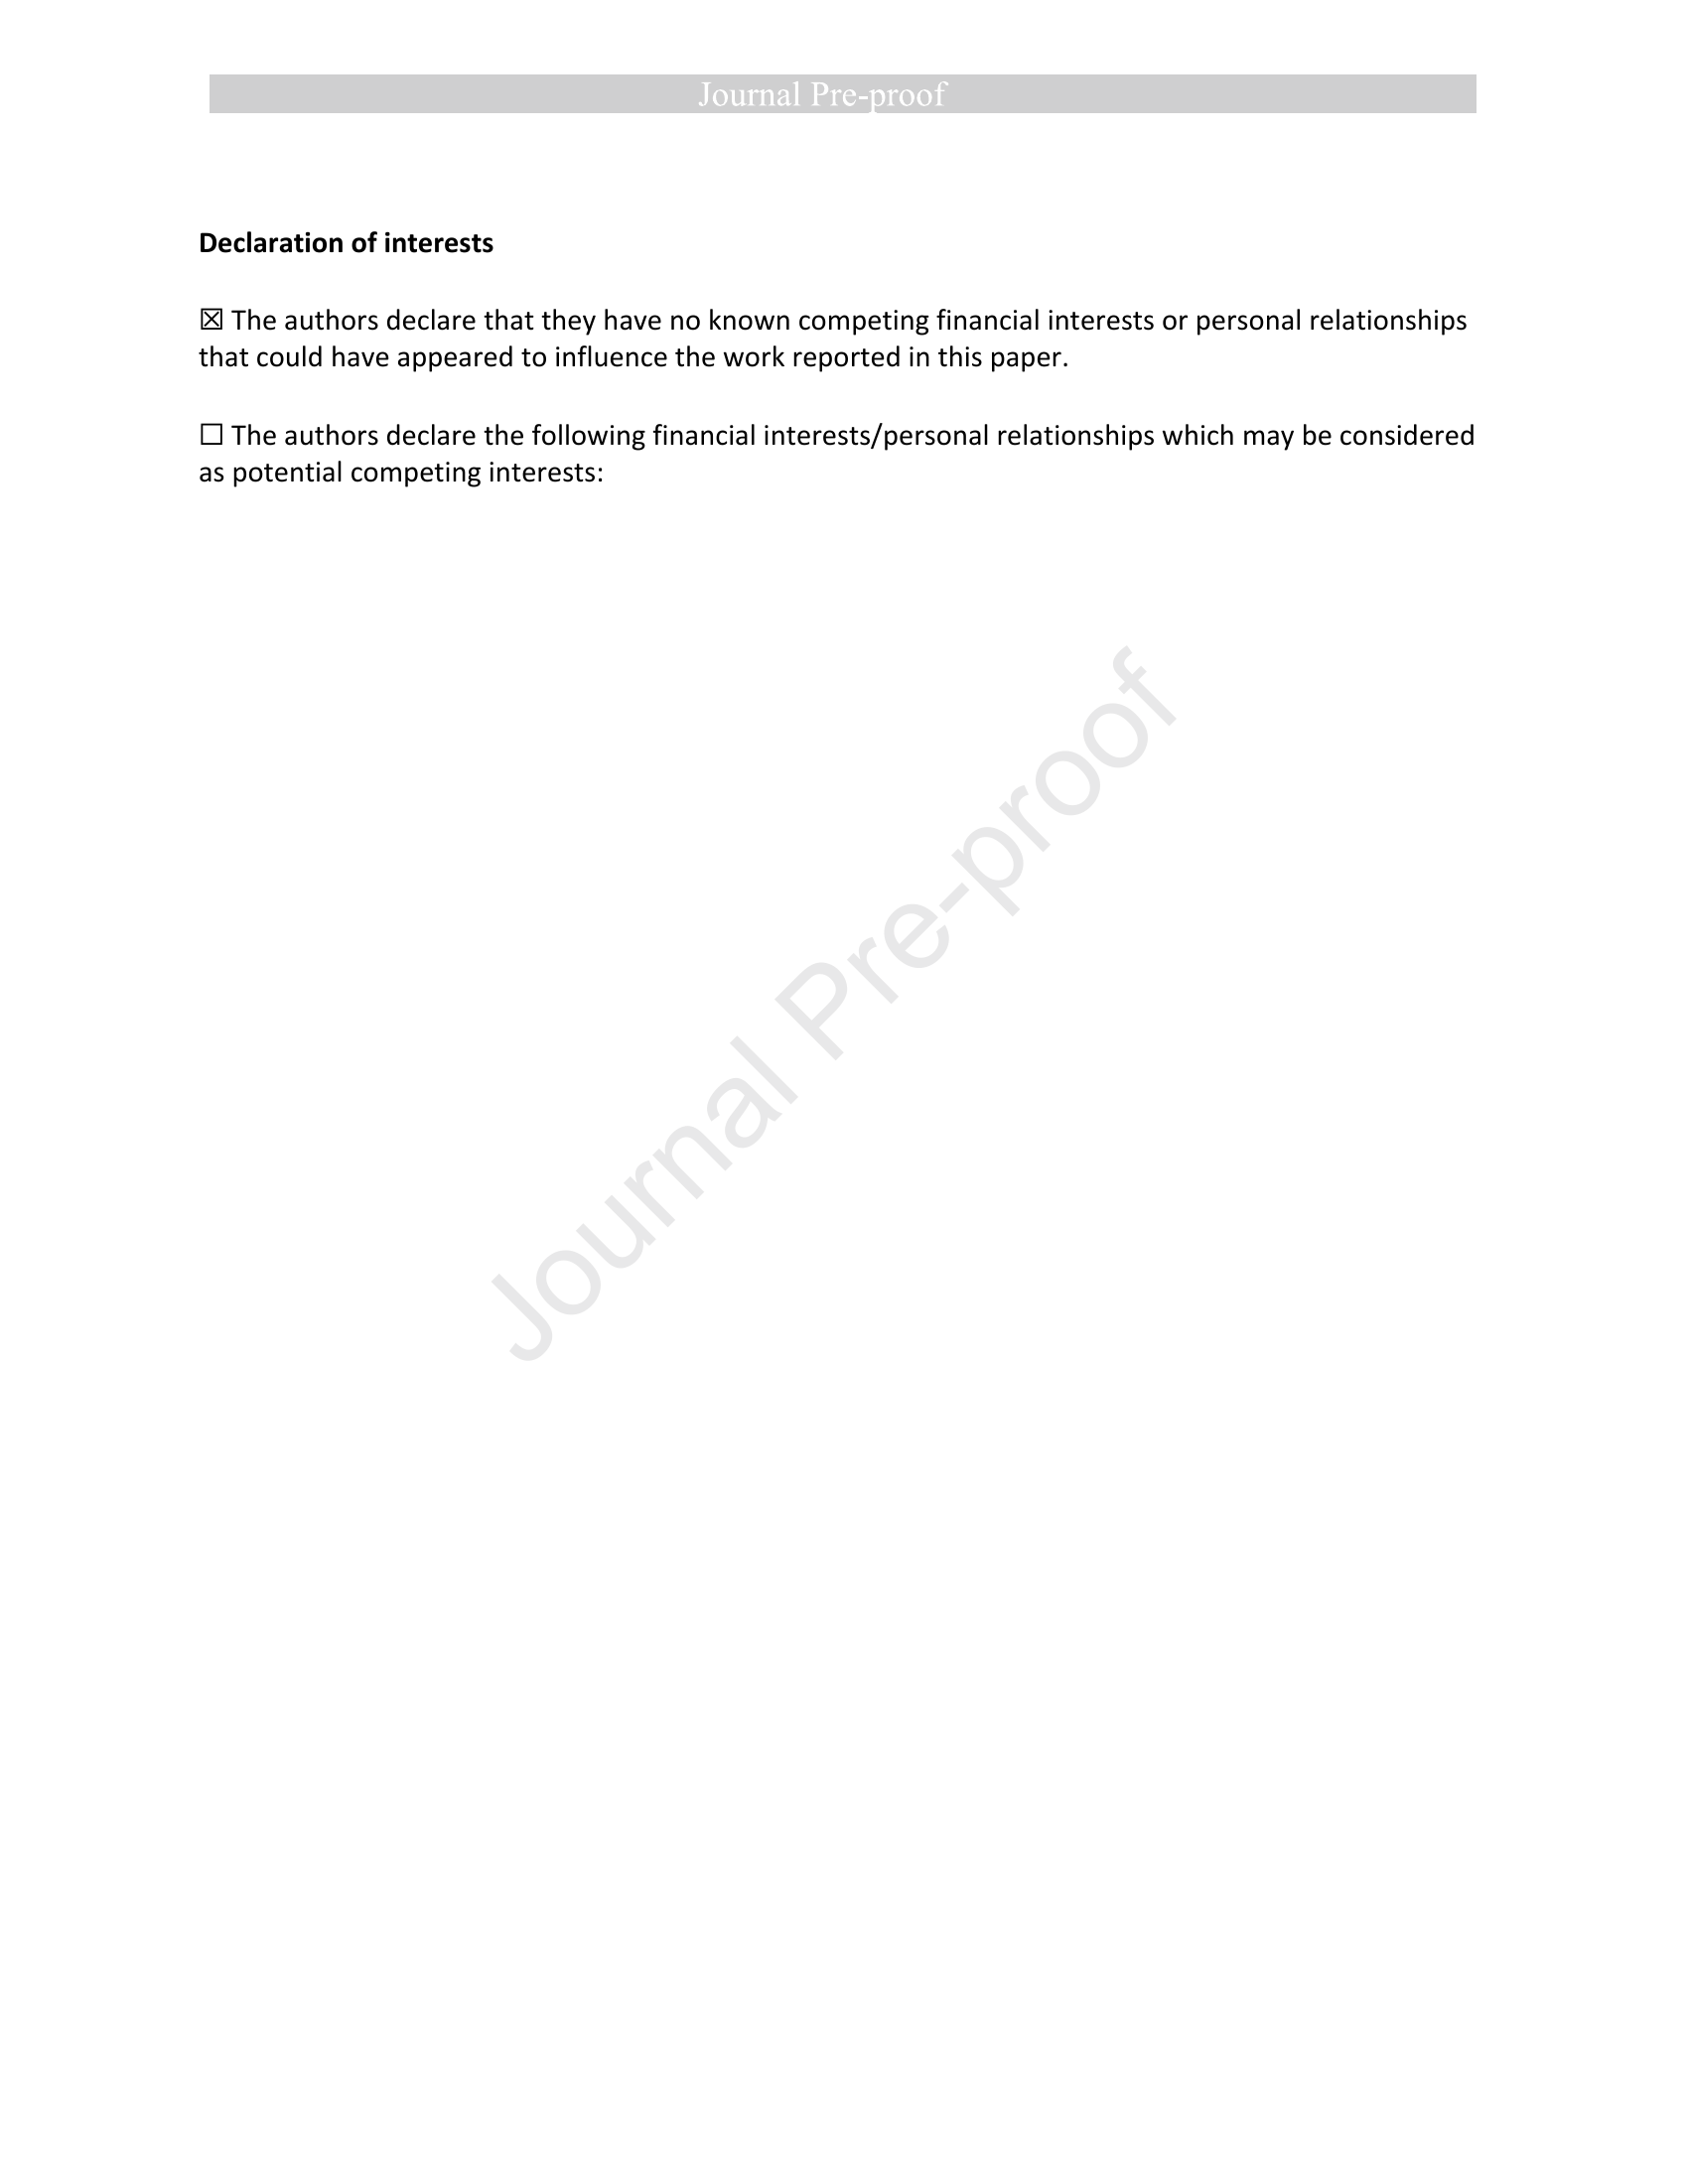 Journal Pre-proof
Declaration of interests
☒ The authors declare that they have no known competing financial interests or personal relationships
that could have appeared to influence the work reported in this paper.
☐ The authors declare the following financial interests/personal relationships which may be considered
as potential competing interests:
Journal Pre-proof